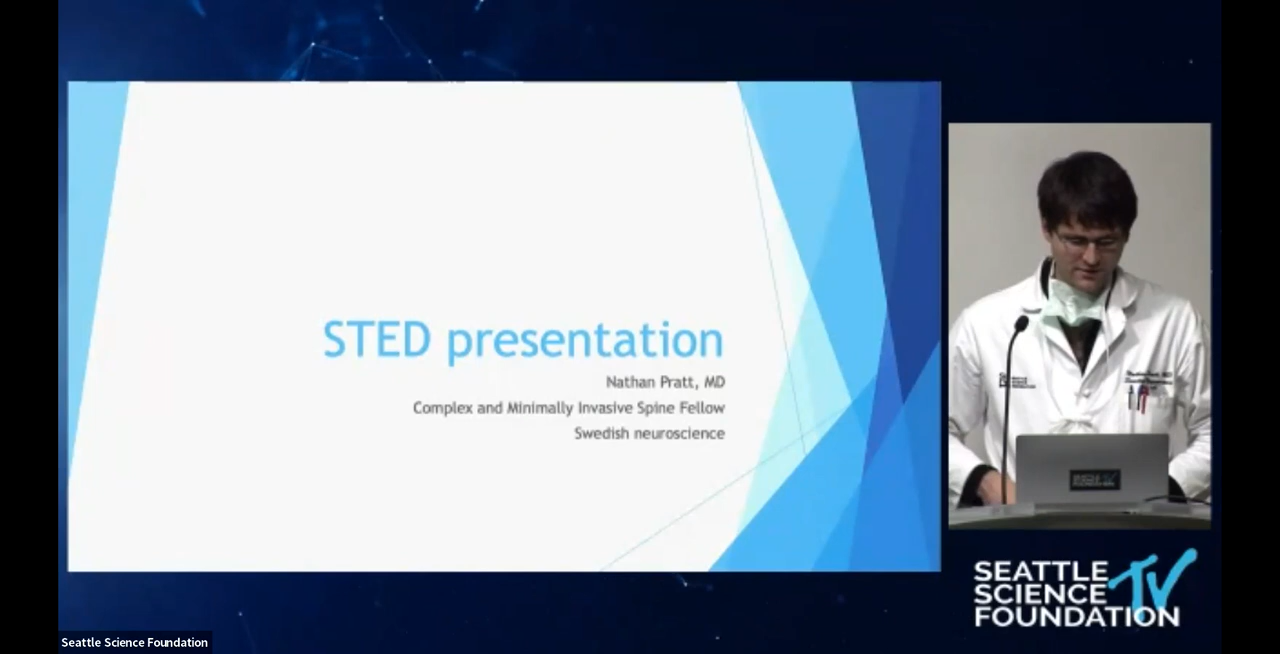 STED presentation
Nathan Pratt, MD
Complex and Minimally Invasive Spine Fellow
Swedish neuroscience
SEATTLE
SCIENCE
FOUNDATION
TV
Seattle Science Foundation